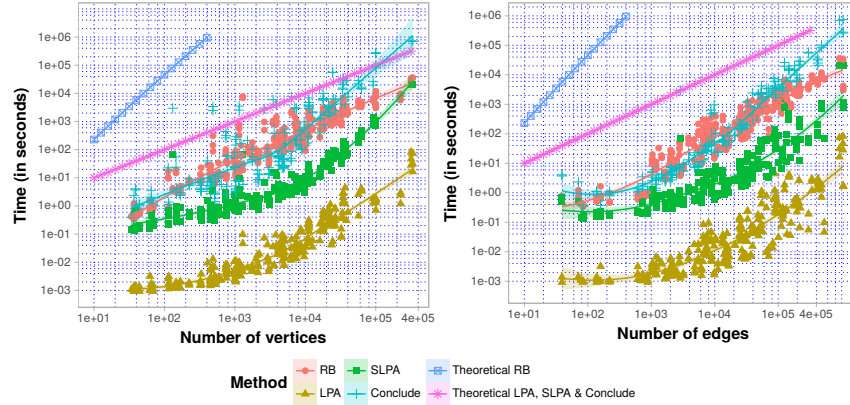 Time (in seconds)
1e+06
1e+05
1e+04
1e+03
1e+02
1e+01
1e+00
1e-01
1e-02
1e-03
1e+01 1e+02 1e+03 1e+04 1e+05 4e+05
Number of vertices
Time (in seconds)
1e+06
1e+05
1e+04
1e+03
1e+02
1e+01
1e+00
1e-01
1e-02
1e-03
1e+01 1e+03 1e+04 1e+05 4e+05
Number of edges
Method
RB SLPA Theoretical RB
LPA Conclude Theoretical LPA, SLPA & Conclude